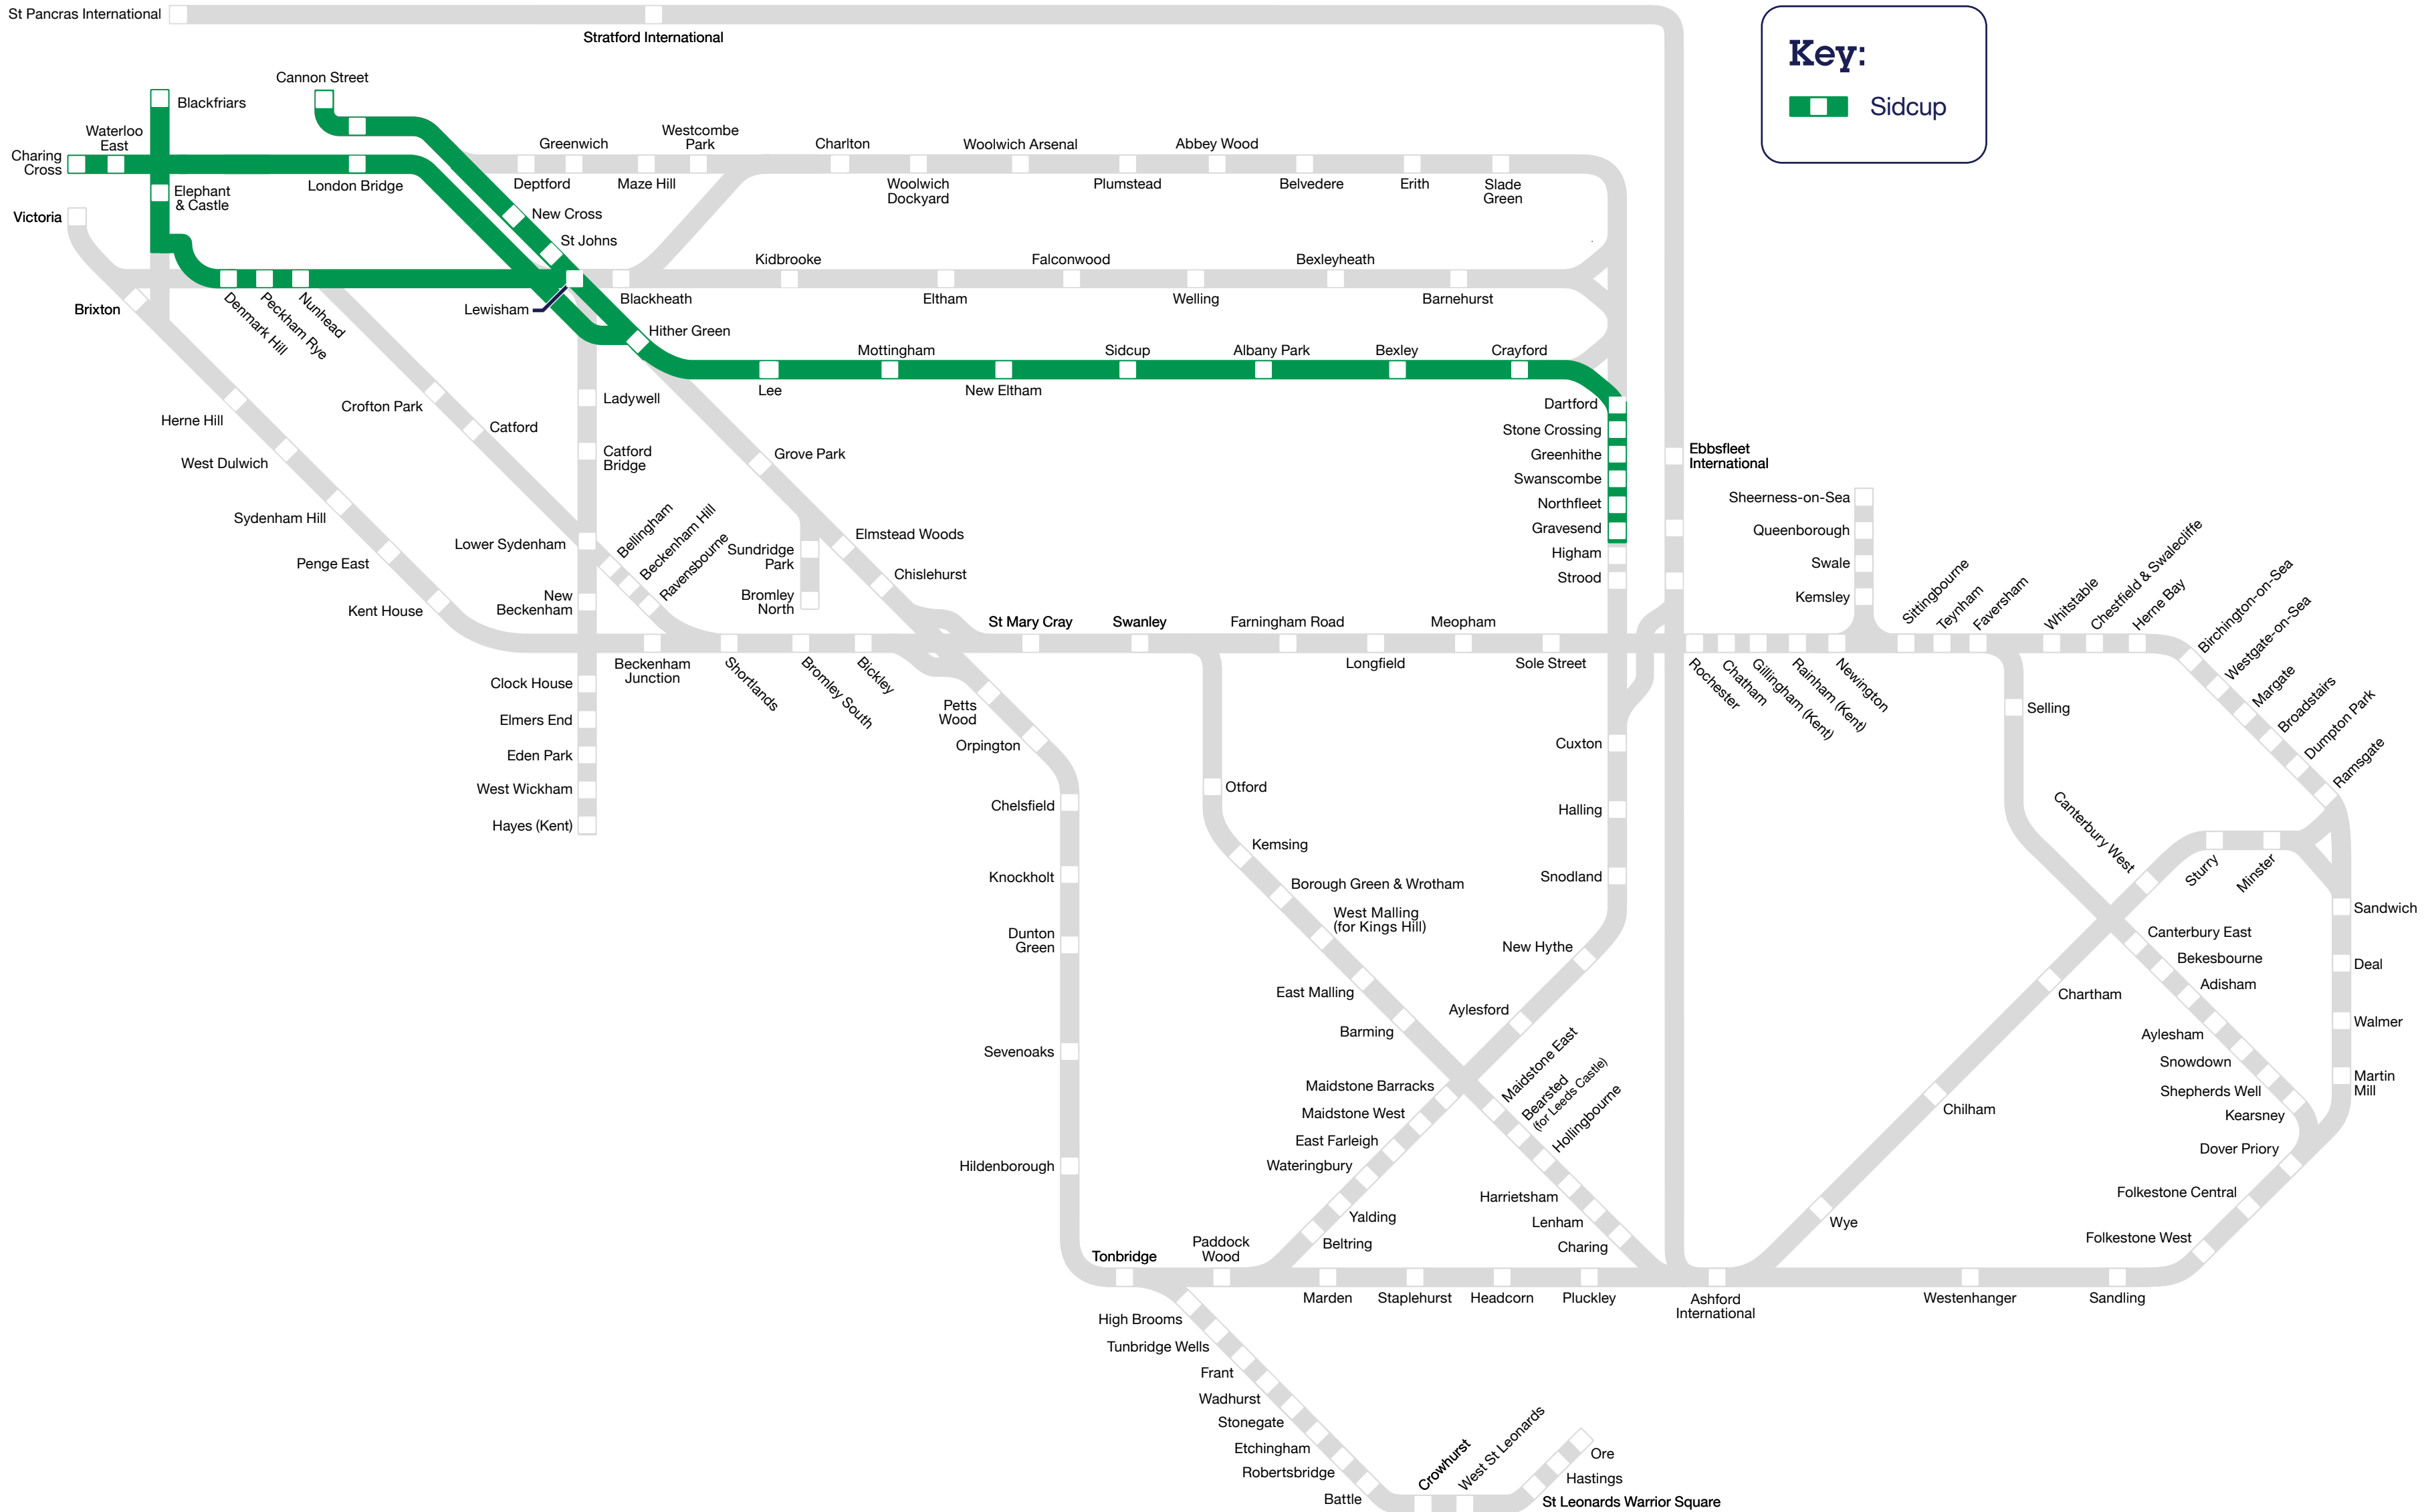 St Pancras International
Stratford International
Key:
Sidcup
Cannon Street
Blackfriars
Waterloo
East
Charing
Cross
London Bridge
Elephant
& Castle
Victoria
Greenwich
Westcombe
Park
Charlton
Woolwich Arsenal
Abbey Wood
Deptford
Maze Hill
Woolwich
Dockyard
Plumstead
Belvedere
Erith
Slade
Green
New Cross
St Johns
Kidbrooke
Falconwood
Bexleyheath
Lewisham
Blackheath
Eltham
Welling
Barnehurst
Brixton
Denmark Hill
Peckham Rye
Nunhead
Hither Green
Mottingham
Sidcup
Albany Park
Bexley
Crayford
Lee
New Eltham
Herne Hill
West Dulwich
Sydenham Hill
Penge East
Kent House
Crofton Park
Catford
Ladywell
Catford
Bridge
Lower Sydenham
New
Beckenham
Clock House
Elmers End
Eden Park
West Wickham
Hayes (Kent)
Bellingham
Beckenham Hill
Ravensbourne
Grove Park
Sundridge
Park
Bromley
North
Elmstead Woods
Chislehurst
Dartford
Stone Crossing
Greenhithe
Swanscombe
Northfleet
Gravesend
Higham
Strood
Ebbsfleet
International
Sheerness-on-Sea
Queenborough
Swale
Kemsley
Beckenham
Junction
Shortlands
Bromley South
Bickley
St Mary Cray
Swanley
Farningham Road
Longfield
Meopham
Sole Street
Rochester
Chatham
Gillingham (Kent)
Rainham (Kent)
Newington
Sittingbourne
Teynham
Faversham
Whitstable
Chestfield & Swalecliffe
Herne Bay
Birchington-on-Sea
Westgate-on-Sea
Margate
Broadstairs
Dumpton Park
Ramsgate
Petts
Wood
Orpington
Chelsfield
Knockholt
Dunton
Green
Sevenoaks
Hildenborough
Otford
Kemsing
Borough Green & Wrotham
West Malling
(for Kings Hill)
East Malling
Barming
Maidstone East
Bearsted
(for Leeds Castle)
Hollingbourne
Harrietsham
Lenham
Charing
Cuxton
Halling
Snodland
New Hythe
Aylesford
Maidstone Barracks
Maidstone West
East Farleigh
Wateringbury
Yalding
Beltring
Selling
Canterbury West
Sturry
Minster
Sandwich
Deal
Walmer
Martin
Mill
Canterbury East
Bekesbourne
Adisham
Aylesham
Snowdown
Shepherds Well
Kearsney
Dover Priory
Folkestone Central
Folkestone West
Chartham
Chilham
Wye
Tonbridge
Paddock
Wood
Marden
Staplehurst
Headcorn
Pluckley
Ashford
International
Westenhanger
Sandling
High Brooms
Tunbridge Wells
Frant
Wadhurst
Stonegate
Etchingham
Robertsbridge
Battle
Crowhurst
West St Leonards
St Leonards Warrior Square
Hastings
Ore